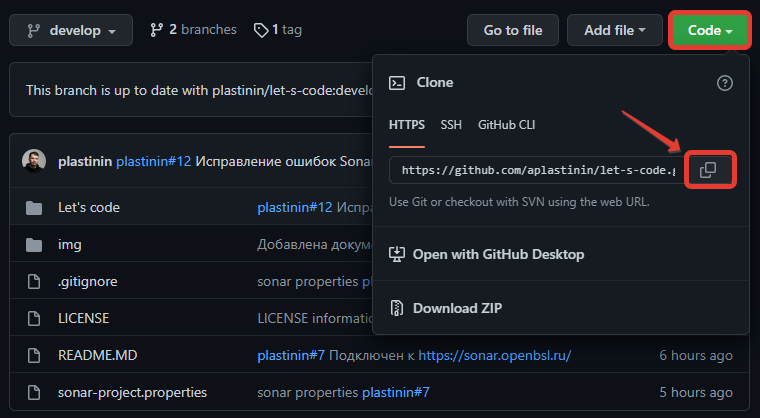 develop
2 branches
1 tag
Go to file
Add file
Code
This branch is up to date with plastinin/let-s-code:develo
Clone
HTTPS SSH GitHub CLI
https://github.com/aplastinin/let-s-code.g
Use Git or checkout with SVN using the web URL.
Open with GitHub Desktop
Download ZIP
plastinin plastinin#12 Исправление ошибок Sonar
Let's code plastinin#12 Испра
img Добавлена докуме
.gitignore sonar properties pl
LICENSE LICENSE informatio
README.MD plastinin#7 Подключен к https://sonar.openbsl.ru/ 6 hours ago
sonar-project.properties sonar properties plastinin#7 5 hours ago